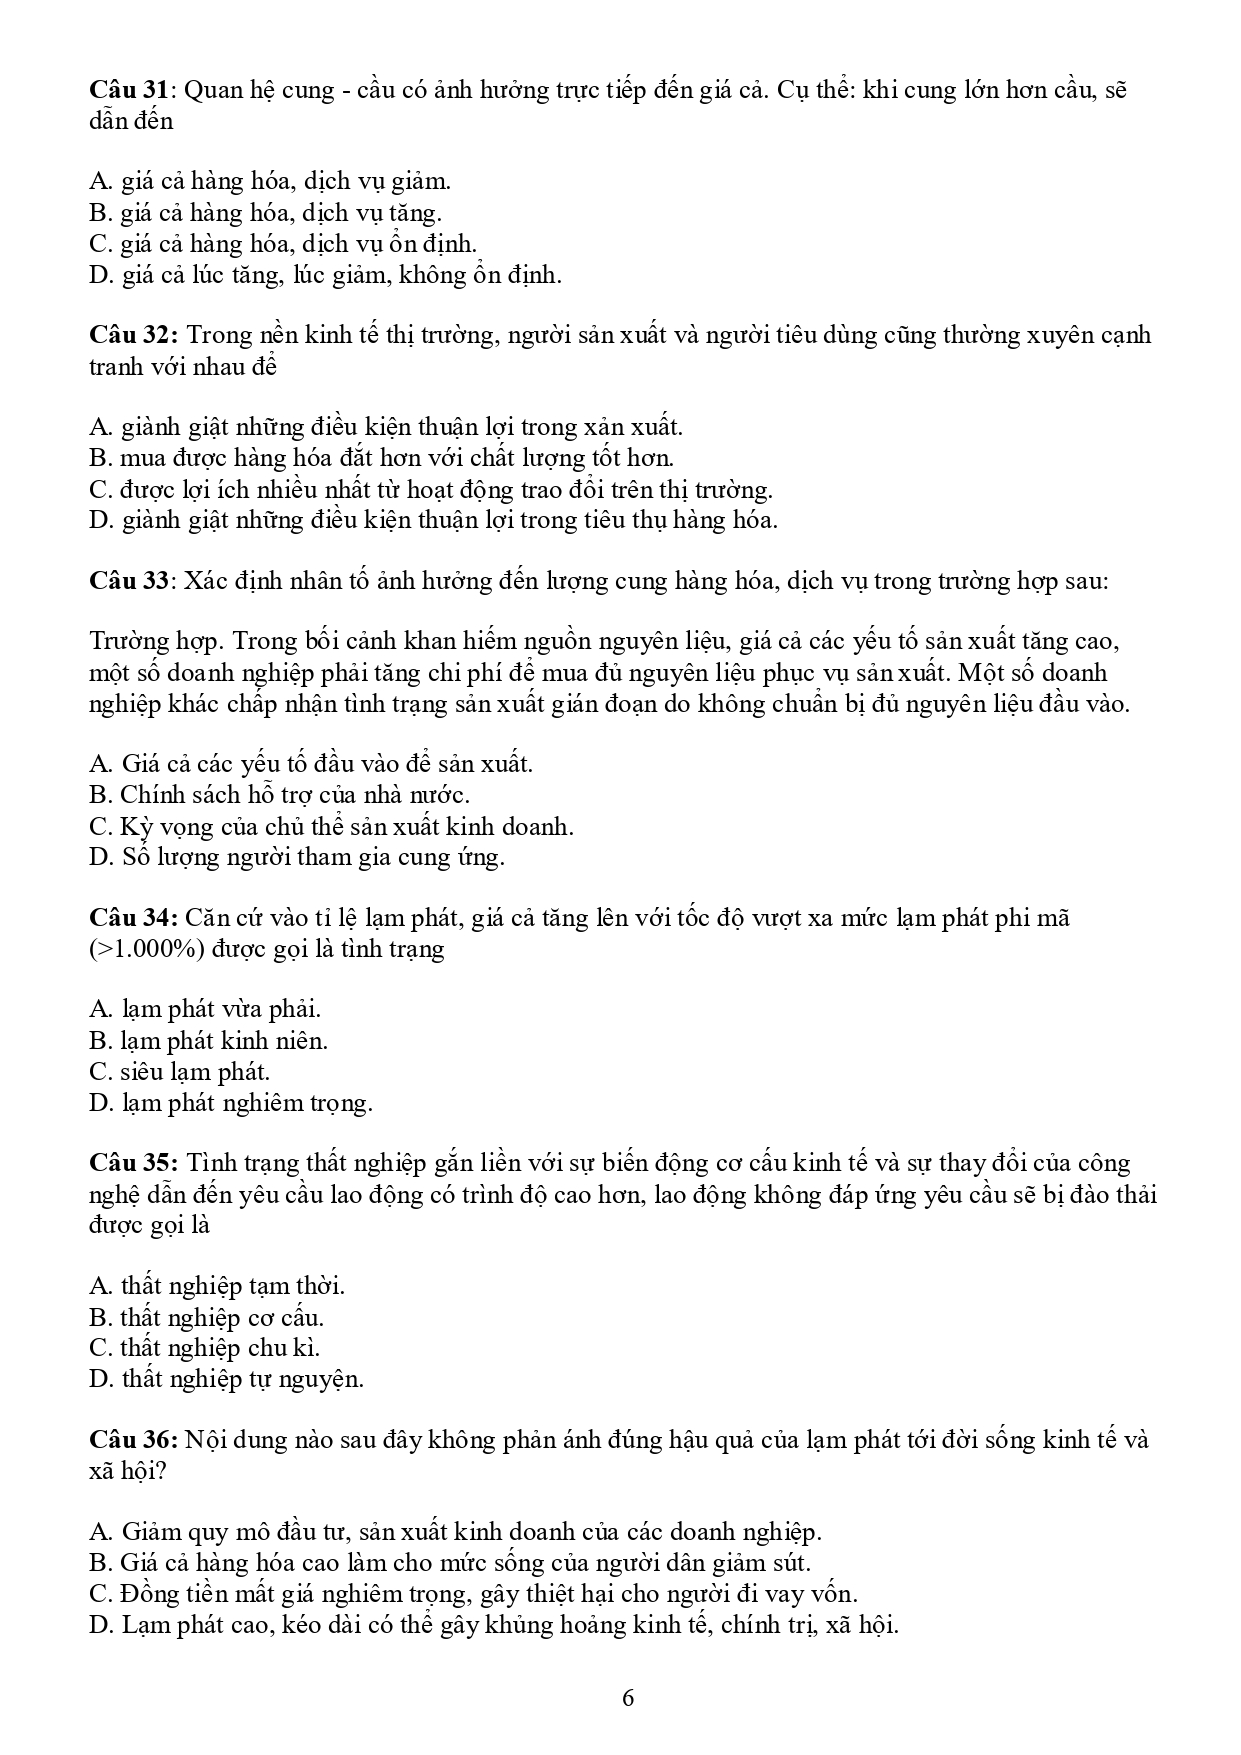 Câu 31: Quan hệ cung - cầu có ảnh hưởng trực tiếp đến giá cả. Cụ thể: khi cung lớn hơn cầu, sẽ
dẫn đến
A. giá cả hàng hóa, dịch vụ giảm.
B. giá cả hàng hóa, dịch vụ tăng.
C. giá cả hàng hóa, dịch vụ ổn định.
D. giá cả lúc tăng, lúc giảm, không ổn định.
Câu 32: Trong nền kinh tế thị trường, người sản xuất và người tiêu dùng cũng thường xuyên cạnh
tranh với nhau để
A. giành giật những điều kiện thuận lợi trong xản xuất.
B. mua được hàng hóa đắt hơn với chất lượng tốt hơn.
C. được lợi ích nhiều nhất từ hoạt động trao đổi trên thị trường.
D. giành giật những điều kiện thuận lợi trong tiêu thụ hàng hóa.
Câu 33: Xác định nhân tố ảnh hưởng đến lượng cung hàng hóa, dịch vụ trong trường hợp sau:
Trường hợp. Trong bối cảnh khan hiếm nguồn nguyên liệu, giá cả các yếu tố sản xuất tăng cao,
một số doanh nghiệp phải tăng chi phí để mua đủ nguyên liệu phục vụ sản xuất. Một số doanh
nghiệp khác chấp nhận tình trạng sản xuất gián đoạn do không chuẩn bị đủ nguyên liệu đầu vào.
A. Giá cả các yếu tố đầu vào để sản xuất.
B. Chính sách hỗ trợ của nhà nước.
C. Kỳ vọng của chủ thể sản xuất kinh doanh.
D. Số lượng người tham gia cung ứng.
Câu 34: Căn cứ vào tỉ lệ lạm phát, giá cả tăng lên với tốc độ vượt xa mức lạm phát phi mã
(>1.000%) được gọi là tình trạng
A. lạm phát vừa phải.
B. lạm phát kinh niên.
C. siêu lạm phát.
D. lạm phát nghiêm trọng.
Câu 35: Tình trạng thất nghiệp gắn liền với sự biến động cơ cấu kinh tế và sự thay đổi của công
nghệ dẫn đến yêu cầu lao động có trình độ cao hơn, lao động không đáp ứng yêu cầu sẽ bị đào thải
được gọi là
A. thất nghiệp tạm thời.
B. thất nghiệp cơ cấu.
C. thất nghiệp chu kì.
D. thất nghiệp tự nguyện.
Câu 36: Nội dung nào sau đây không phản ánh đúng hậu quả của lạm phát tới đời sống kinh tế và
xã hội?
A. Giảm quy mô đầu tư, sản xuất kinh doanh của các doanh nghiệp.
B. Giá cả hàng hóa cao làm cho mức sống của người dân giảm sút.
C. Đồng tiền mất giá nghiêm trọng, gây thiệt hại cho người đi vay vốn.
D. Lạm phát cao, kéo dài có thể gây khủng hoảng kinh tế, chính trị, xã hội.
6